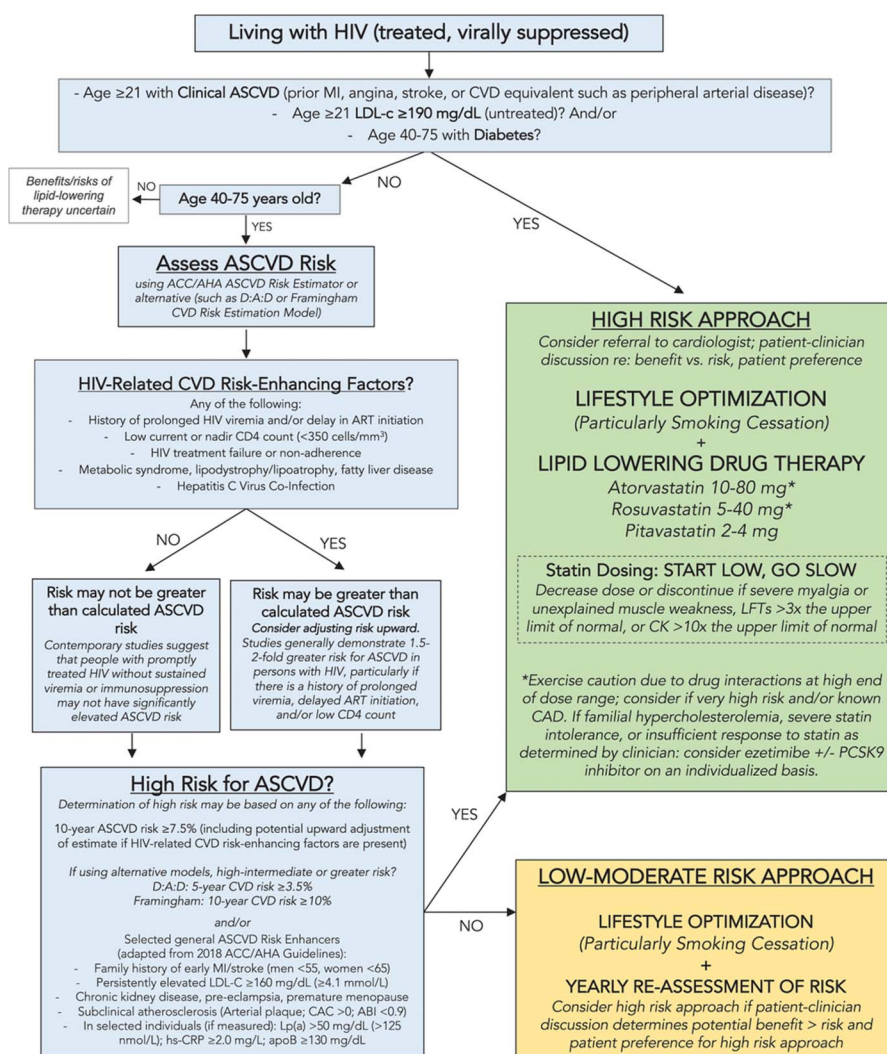 Living with HIV (treated, virally suppressed)
- Age ≥21 with Clinical ASCVD (prior MI, angina, stroke, or CVD equivalent such as peripheral arterial disease)?
- Age ≥21 LDL-c ≥190 mg/dL (untreated)? And/or
- Age 40-75 with Diabetes?
NO
YES
Benefits/risks of
lipid-lowering
therapy uncertain
NO
Age 40-75 years old?
YES
Assess ASCVD Risk
using ACC/AHA ASCVD Risk Estimator or
alternative (such as D:A:D or Framingham
CVD Risk Estimation Model)
HIV-Related CVD Risk-Enhancing Factors?
Any of the following:
- History of prolonged HIV viremia and/or delay in ART initiation
- Low current or nadir CD4 count (<350 cells/mm³)
- HIV treatment failure or non-adherence
- Metabolic syndrome, lipodystrophy/lipoatrophy, fatty liver disease
- Hepatitis C Virus Co-Infection
NO
YES
Risk may not be greater
than calculated ASCVD
risk
Contemporary studies suggest
that people with promptly
treated HIV without sustained
viremia or immunosuppression
may not have significantly
elevated ASCVD risk
Risk may be greater than
calculated ASCVD risk
Consider adjusting risk upward.
Studies generally demonstrate 1.5-
2-fold greater risk for ASCVD in
persons with HIV, particularly if
there is a history of prolonged
viremia, delayed ART initiation,
and/or low CD4 count
High Risk for ASCVD?
Determination of high risk may be based on any of the following:
10-year ASCVD risk ≥7.5% (including potential upward adjustment
of estimate if HIV-related CVD risk-enhancing factors are present)
If using alternative models, high-intermediate or greater risk?
D:A:D: 5-year CVD risk ≥3.5%
Framingham: 10-year CVD risk ≥10%
and/or
Selected general ASCVD Risk Enhancers
(adapted from 2018 ACC/AHA Guidelines):
- Family history of early MI/stroke (men <55, women <65)
- Persistently elevated LDL-C ≥160 mg/dL (≥4.1 mmol/L)
- Chronic kidney disease, pre-eclampsia, premature menopause
- Subclinical atherosclerosis (Arterial plaque; CAC >0; ABI <0.9)
- In selected individuals (if measured): Lp(a) >50 mg/dL (>125
nmol/L); hs-CRP ≥2.0 mg/L; apoB ≥130 mg/dL
YES
NO
HIGH RISK APPROACH
Consider referral to cardiologist; patient-clinician
discussion re: benefit vs. risk, patient preference
LIFESTYLE OPTIMIZATION
(Particularly Smoking Cessation)
+
LIPID LOWERING DRUG THERAPY
Atorvastatin 10-80 mg*
Rosuvastatin 5-40 mg*
Pitavastatin 2-4 mg
Statin Dosing: START LOW, GO SLOW
Decrease dose or discontinue if severe myalgia or
unexplained muscle weakness, LFTs >3x the upper
limit of normal, or CK >10x the upper limit of normal
*Exercise caution due to drug interactions at high end
of dose range; consider if very high risk and/or known
CAD. If familial hypercholesterolemia, severe statin
intolerance, or insufficient response to statin as
determined by clinician: consider ezetimibe +/- PCSK9
inhibitor on an individualized basis.
LOW-MODERATE RISK APPROACH
LIFESTYLE OPTIMIZATION
(Particularly Smoking Cessation)
+
YEARLY RE-ASSESSMENT OF RISK
Consider high risk approach if patient-clinician
discussion determines potential benefit > risk and
patient preference for high risk approach